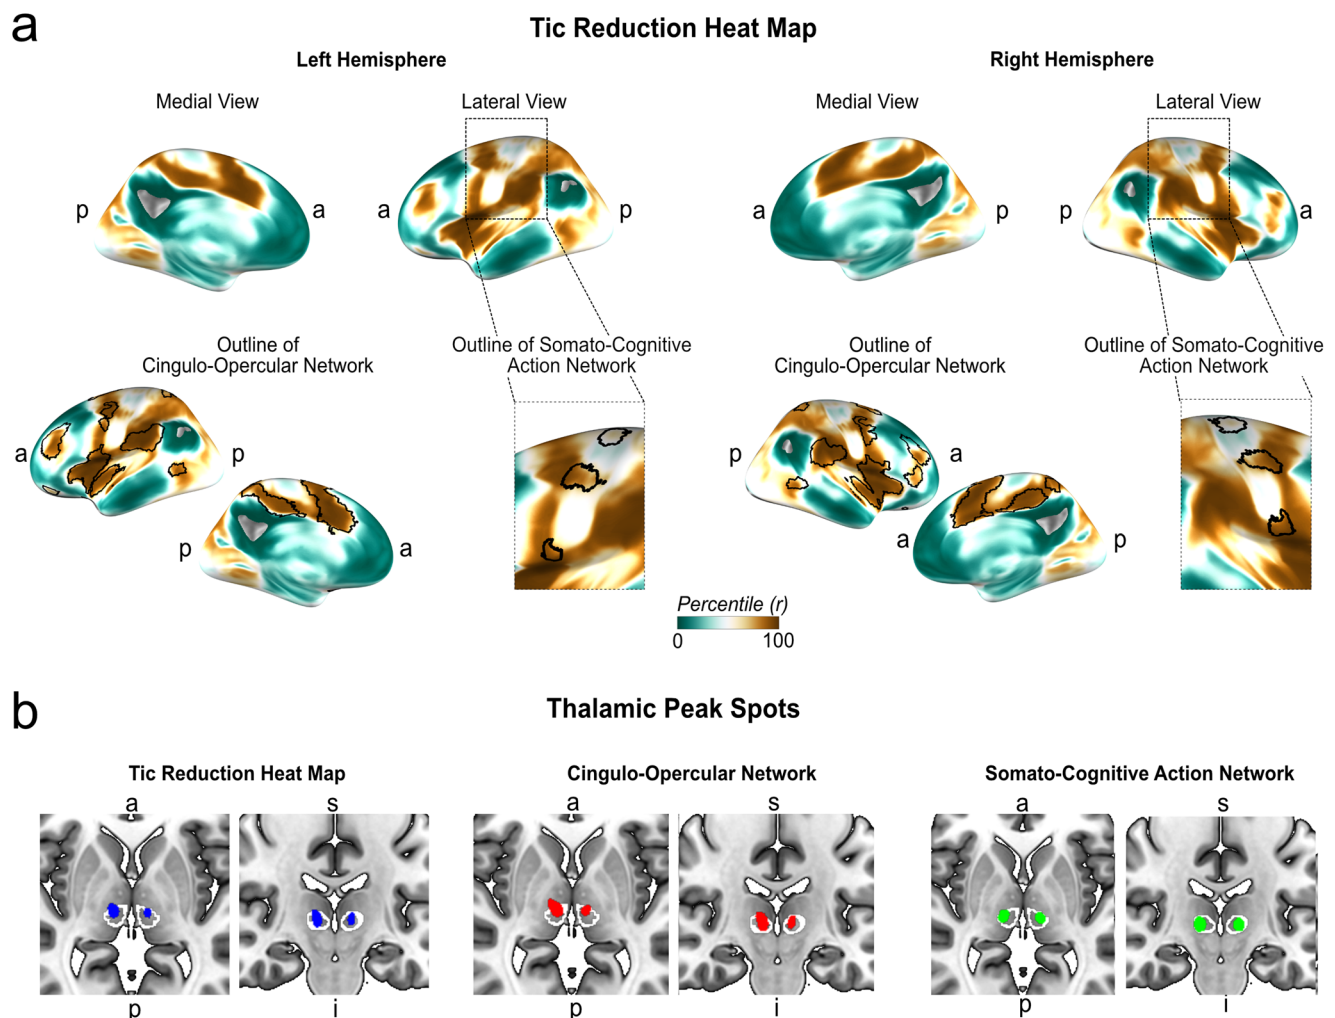 a
Tic Reduction Heat Map
Left Hemisphere
Right Hemisphere
Medial View
Lateral View
Medial View
Lateral View
p
a
a
p
a
p
p
a
Outline of
Cingulo-Opercular Network
Outline of Somato-Cognitive
Action Network
Outline of
Cingulo-Opercular Network
Outline of Somato-Cognitive
Action Network
a
p
p
a
p
a
a
p
Percentile (r)
0
100
b
Thalamic Peak Spots
Tic Reduction Heat Map
Cingulo-Opercular Network
Somato-Cognitive Action Network
a
s
a
s
a
s
p
i
p
i
p
i